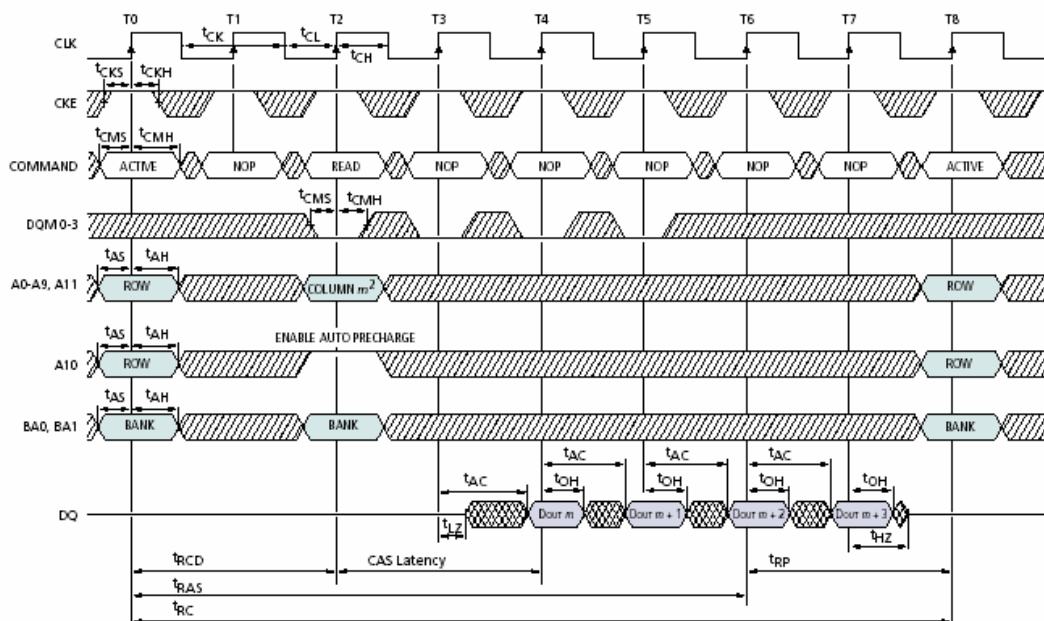 T0 T1 T2 T3 T4 T5 T6 T7 T8
CLK tCK tCL tCH
tCKS tCKH
CKE
tCMS tCMH
COMMAND ACTIVE NOP READ NOP NOP NOP NOP NOP ACTIVE
tCMS tCMH
DQM 0-3
tAS tAH
A0-A9, A11 ROW COLUMN m2 ROW
tAS tAH ENABLE AUTO PRECHARGE
A10 ROW ROW
tAS tAH
BA0, BA1 BANK BANK BANK
tAC tAC tAC tAC
tOH tOH tOH tOH
DQ DOUT m DOUT m + 1 DOUT m + 2 DOUT m + 3
tLZ tHZ
tRCD CAS Latency tRP
tRAS
tRC